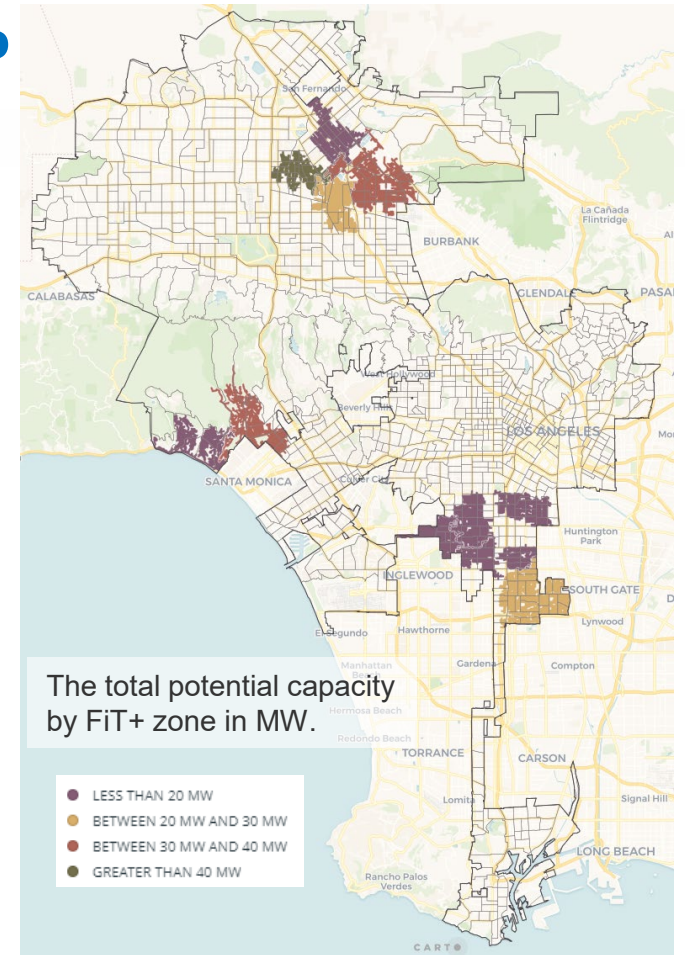 San Fernando
La Cañada
Flintridge
BURBANK
GLENDALE
CALABASAS
West Hollywood
Beverly Hills
LOS ANGELES
SANTA MONICA
Culver City
Huntington
Park
INGLEWOOD
SOUTH GATE
Lynwood
El Segundo
Hawthorne
Manhattan
Beach
Gardena
Compton
The total potential capacity
by FiT+ zone in MW.
Hermosa Beach
Redondo Beach
TORRANCE
CARSON
LESS THAN 20 MW
BETWEEN 20 MW AND 30 MW
BETWEEN 30 MW AND 40 MW
GREATER THAN 40 MW
Lomita
Signal Hill
LONG BEACH
Rancho Palos
Verdes
CARTO